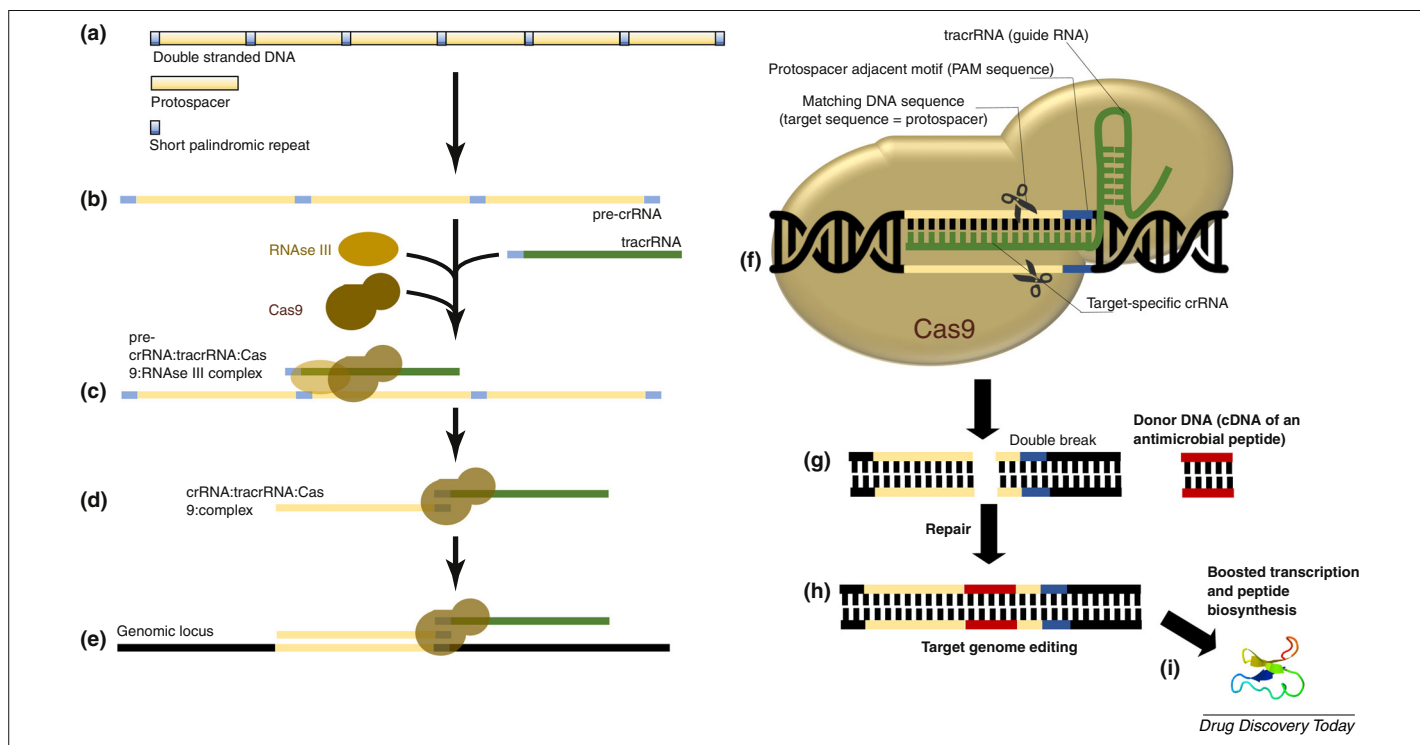 (a)
Double stranded DNA
Protospacer
Short palindromic repeat
(b)
pre-crRNA
RNAse III
tracrRNA
Cas9
pre-
crRNA:tracrRNA:Cas
9:RNAse III complex
(c)
(d)
crRNA:tracrRNA:Cas
9:complex
(e)
Genomic locus
tracrRNA (guide RNA)
Protospacer adjacent motif (PAM sequence)
Matching DNA sequence
(target sequence = protospacer)
(f)
Target-specific crRNA
Cas9
(g)
Double break
Donor DNA (cDNA of an
antimicrobial peptide)
Repair
(h)
Target genome editing
Boosted transcription
and peptide
biosynthesis
(i)
Drug Discovery Today